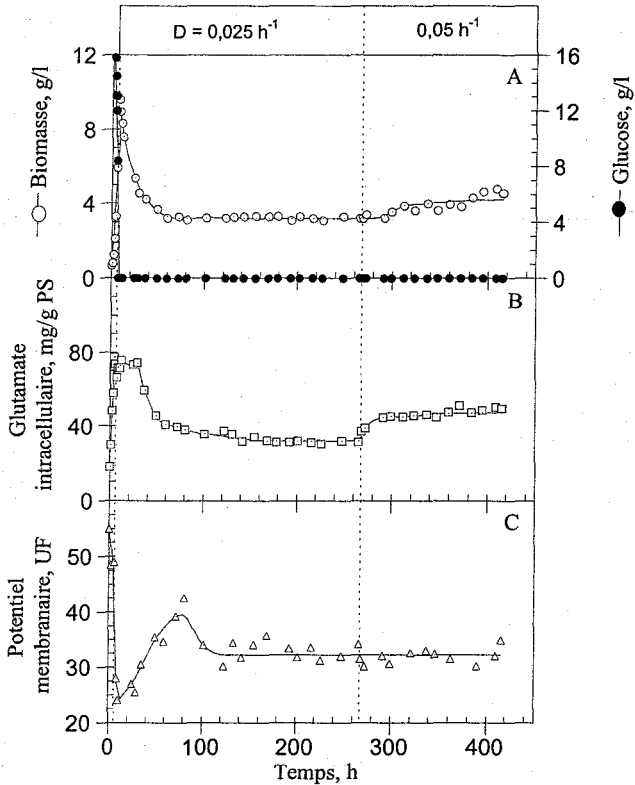 D = 0,025 h-1
0,05 h-1
12
8
4
0
16
12
8
4
0
A
Biomasse, g/l
Glucose, g/l
B
80
40
0
Glutamate
intracellulaire, mg/g PS
C
50
40
30
20
Potentiel
membranaire, UF
0
100
200
300
400
Temps, h